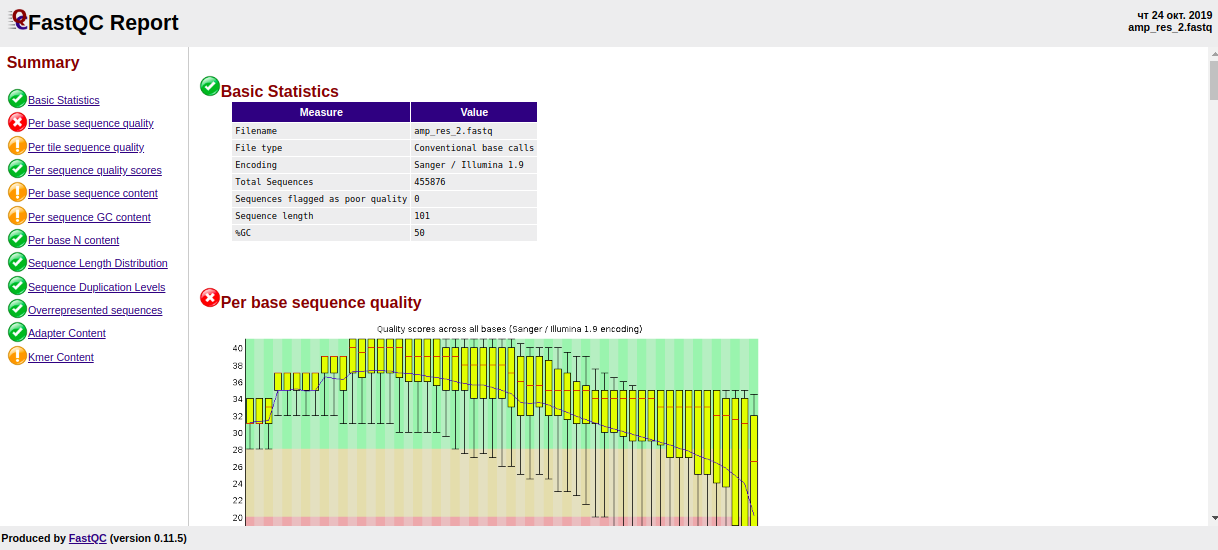 FastQC Report
чт 24 окт. 2019
amp_res_2.fastq
Summary
Basic Statistics
Per base sequence quality
Per tile sequence quality
Per sequence quality scores
Per base sequence content
Per sequence GC content
Per base N content
Sequence Length Distribution
Sequence Duplication Levels
Overrepresented sequences
Adapter Content
Kmer Content
Basic Statistics
Measure Value
Filename amp_res_2.fastq
File type Conventional base calls
Encoding Sanger / Illumina 1.9
Total Sequences 455876
Sequences flagged as poor quality 0
Sequence length 101
%GC 50
Per base sequence quality
Quality scores across all bases (Sanger / Illumina 1.9 encoding)
40
38
36
34
32
30
28
26
24
22
20
Produced by FastQC (version 0.11.5)